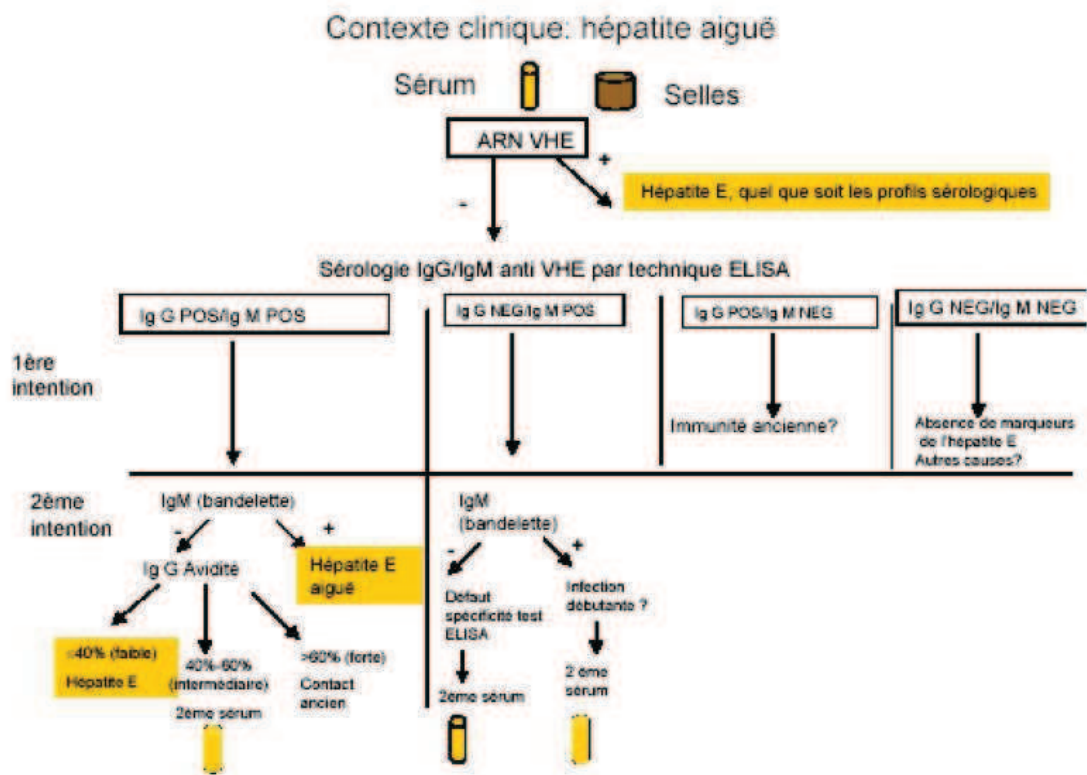 Contexte clinique: hépatite aiguë
Sérum
Selles
ARN VHE
+
-
Hépatite E, quel que soit les profils sérologiques
Sérologie IgG/IgM anti VHE par technique ELISA
Ig G POS/Ig M POS
Ig G NEG/Ig M POS
Ig G POS/Ig M NEG
Ig G NEG/Ig M NEG
1ère
intention
Immunité ancienne?
Absence de marqueurs
de l'hépatite E
Autres causes?
2ème
intention
IgM (bandelette)
-
+
Ig G Avidité
Hépatite E
aiguë
<40% (faible)
Hépatite E
40%-60%
(intermédiaire)
2ème sérum
>60% (forte)
Contact
ancien
IgM
(bandelette)
-
+
Défaut
spécificité test
ELISA
2ème sérum
Infection
débutante ?
2 ème
sérum